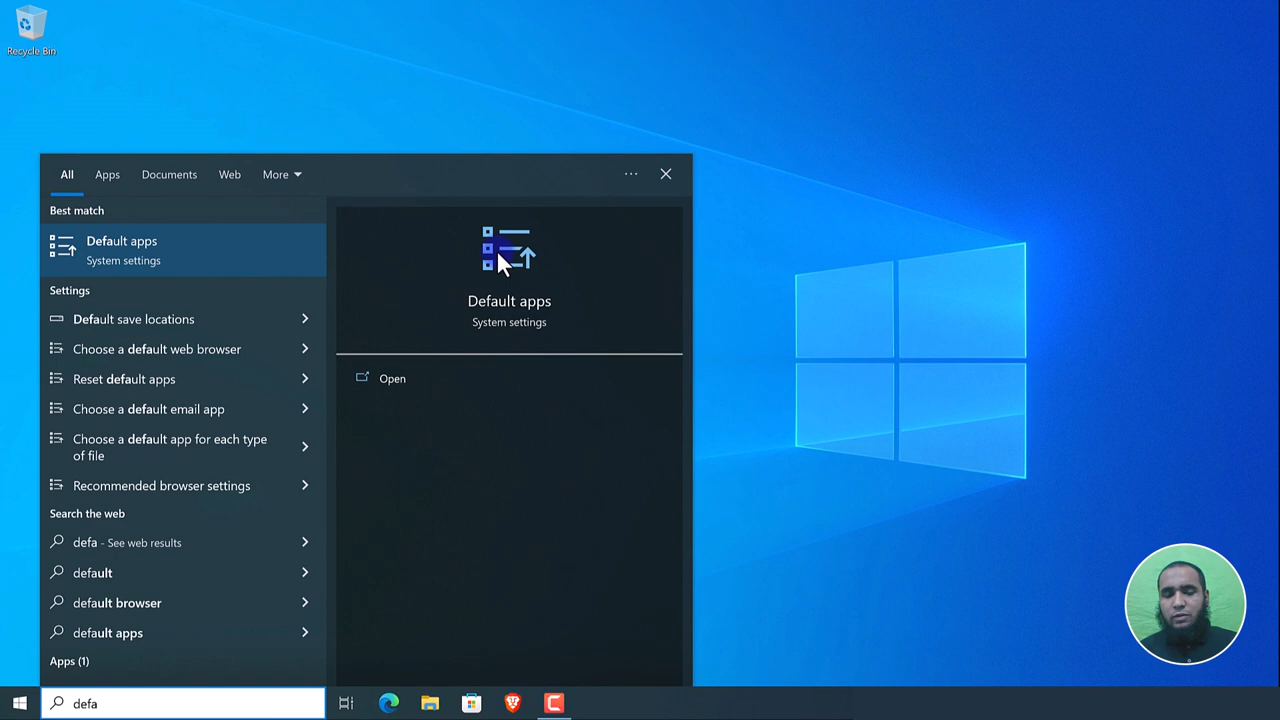 Recycle Bin
All
Apps
Documents
Web
More
Best match
Default apps
System settings
Settings
Default save locations
Choose a default web browser
Reset default apps
Choose a default email app
Choose a default app for each type
of file
Recommended browser settings
Search the web
defa - See web results
default
default browser
default apps
Apps (1)
Default apps
System settings
Open
defa